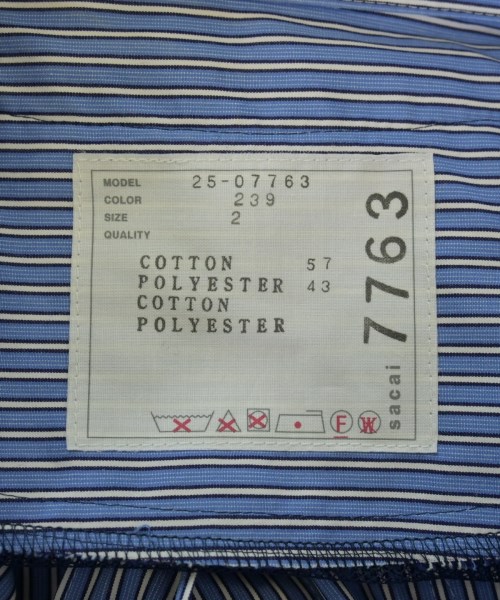 MODEL 25-07763
COLOR 239
SIZE 2
QUALITY
COTTON 57
POLYESTER 43
COTTON
POLYESTER
F W
sacai 7763